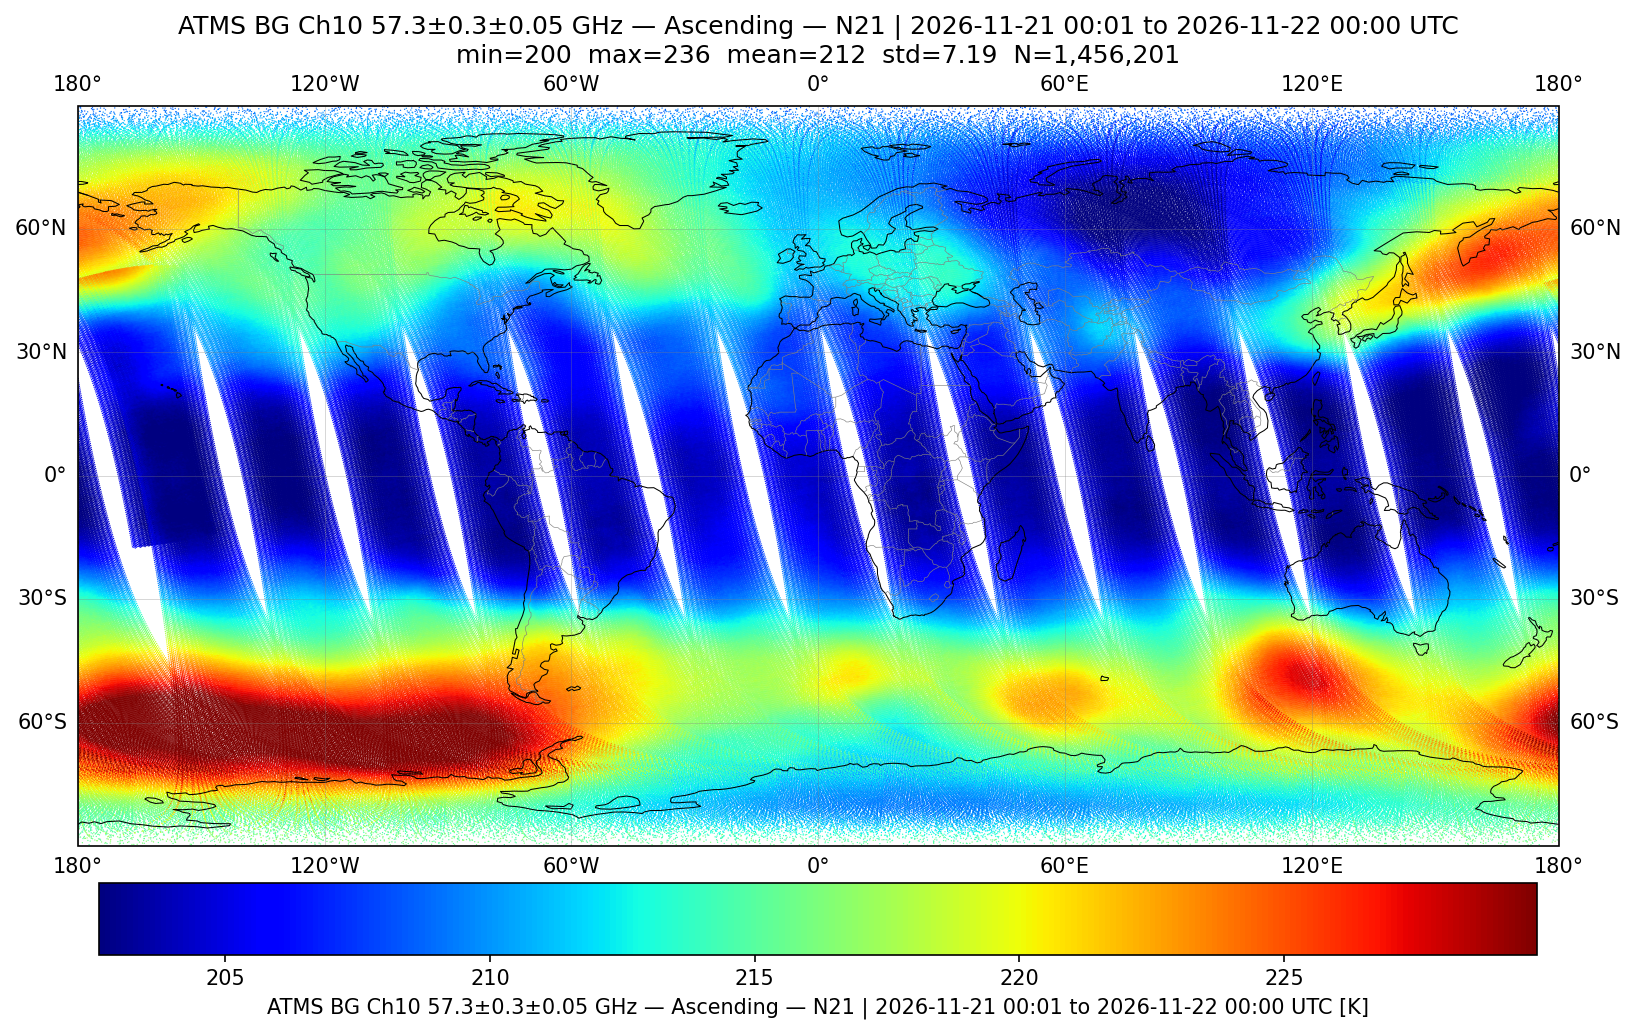 ATMS BG Ch10 57.3±0.3±0.05 GHz — Ascending — N21 | 2026-11-21 00:01 to 2026-11-22 00:00 UTC
min=200 max=236 mean=212 std=7.19 N=1,456,201
180° 120°W 60°W 0° 60°E 120°E 180°
60°N 60°N
30°N 30°N
0° 0°
30°S 30°S
60°S 60°S
180° 120°W 60°W 0° 60°E 120°E 180°
205 210 215 220 225
ATMS BG Ch10 57.3±0.3±0.05 GHz — Ascending — N21 | 2026-11-21 00:01 to 2026-11-22 00:00 UTC [K]